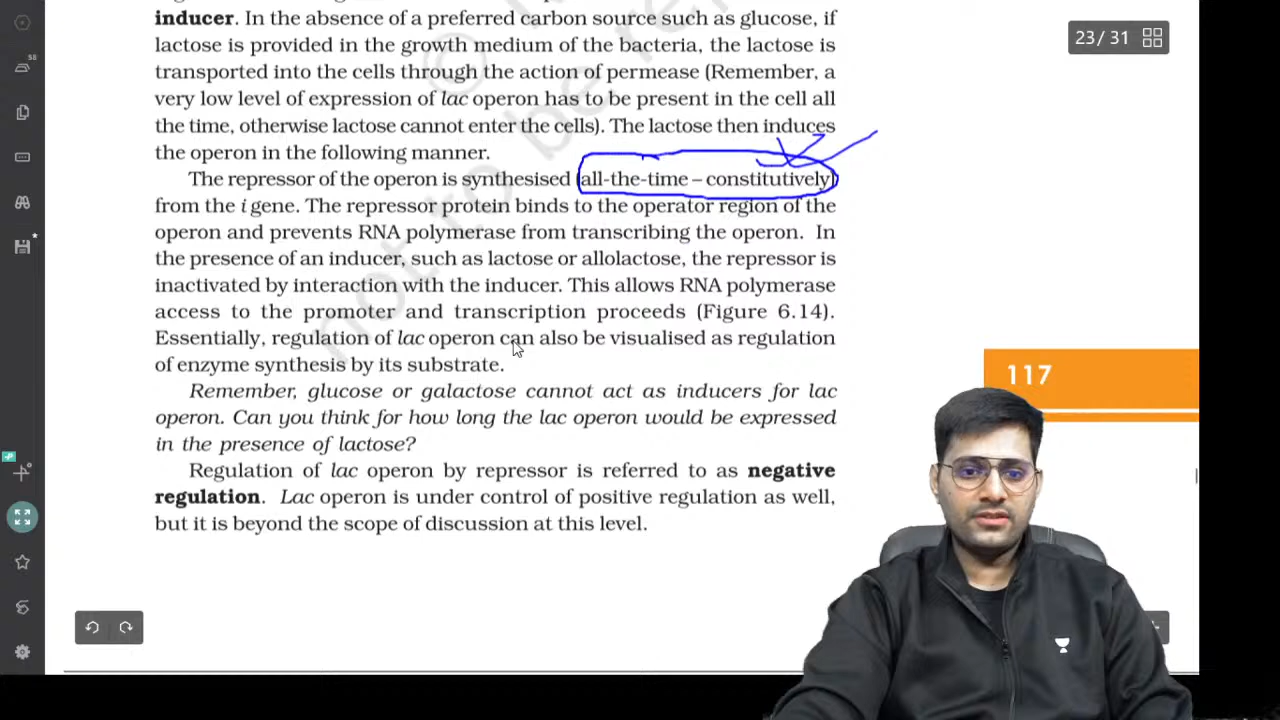 inducer. In the absence of a preferred carbon source such as glucose, if
lactose is provided in the growth medium of the bacteria, the lactose is
transported into the cells through the action of permease (Remember, a
very low level of expression of lac operon has to be present in the cell all
the time, otherwise lactose cannot enter the cells). The lactose then induces
the operon in the following manner.
The repressor of the operon is synthesised (all-the-time – constitutively)
from the i gene. The repressor protein binds to the operator region of the
operon and prevents RNA polymerase from transcribing the operon. In
the presence of an inducer, such as lactose or allolactose, the repressor is
inactivated by interaction with the inducer. This allows RNA polymerase
access to the promoter and transcription proceeds (Figure 6.14).
Essentially, regulation of lac operon can also be visualised as regulation
of enzyme synthesis by its substrate.
Remember, glucose or galactose cannot act as inducers for lac
operon. Can you think for how long the lac operon would be expressed
in the presence of lactose?
Regulation of lac operon by repressor is referred to as negative
regulation. Lac operon is under control of positive regulation as well,
but it is beyond the scope of discussion at this level.
23/ 31
117
58
not to be re